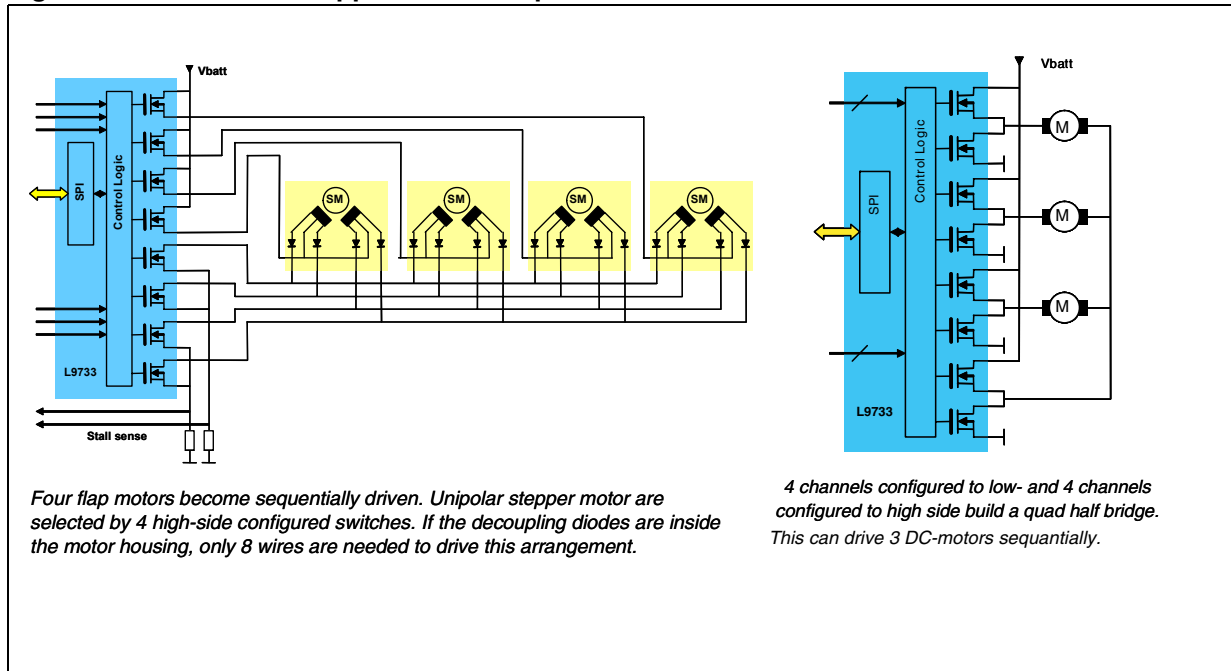 Vbatt
SPI
Control Logic
L9733
Stall sense
SM
SM
SM
SM
Four flap motors become sequentially driven. Unipolar stepper motor are
selected by 4 high-side configured switches. If the decoupling diodes are inside
the motor housing, only 8 wires are needed to drive this arrangement.
Vbatt
SPI
Control Logic
L9733
M
M
M
4 channels configured to low- and 4 channels
configured to high side build a quad half bridge.
This can drive 3 DC-motors sequantially.